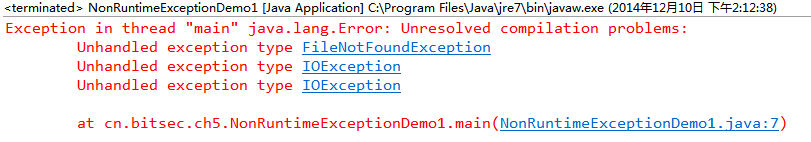 <terminated> NonRuntimeExceptionDemo1 [Java Application] C:\Program Files\Java\jre7\bin\javaw.exe (2014年12月10日 下午2:12:38)
Exception in thread "main" java.lang.Error: Unresolved compilation problems:
Unhandled exception type FileNotFoundException
Unhandled exception type IOException
Unhandled exception type IOException
at cn.bitsec.ch5.NonRuntimeExceptionDemo1.main(NonRuntimeExceptionDemo1.java:7)